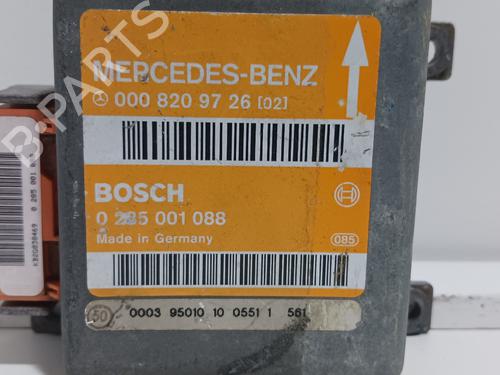 MERCEDES-BENZ
000 820 97 26 [02]
BOSCH
0 285 001 088
Made in Germany
085
50
0003 95010 10 0551 1 561
B-PARTS